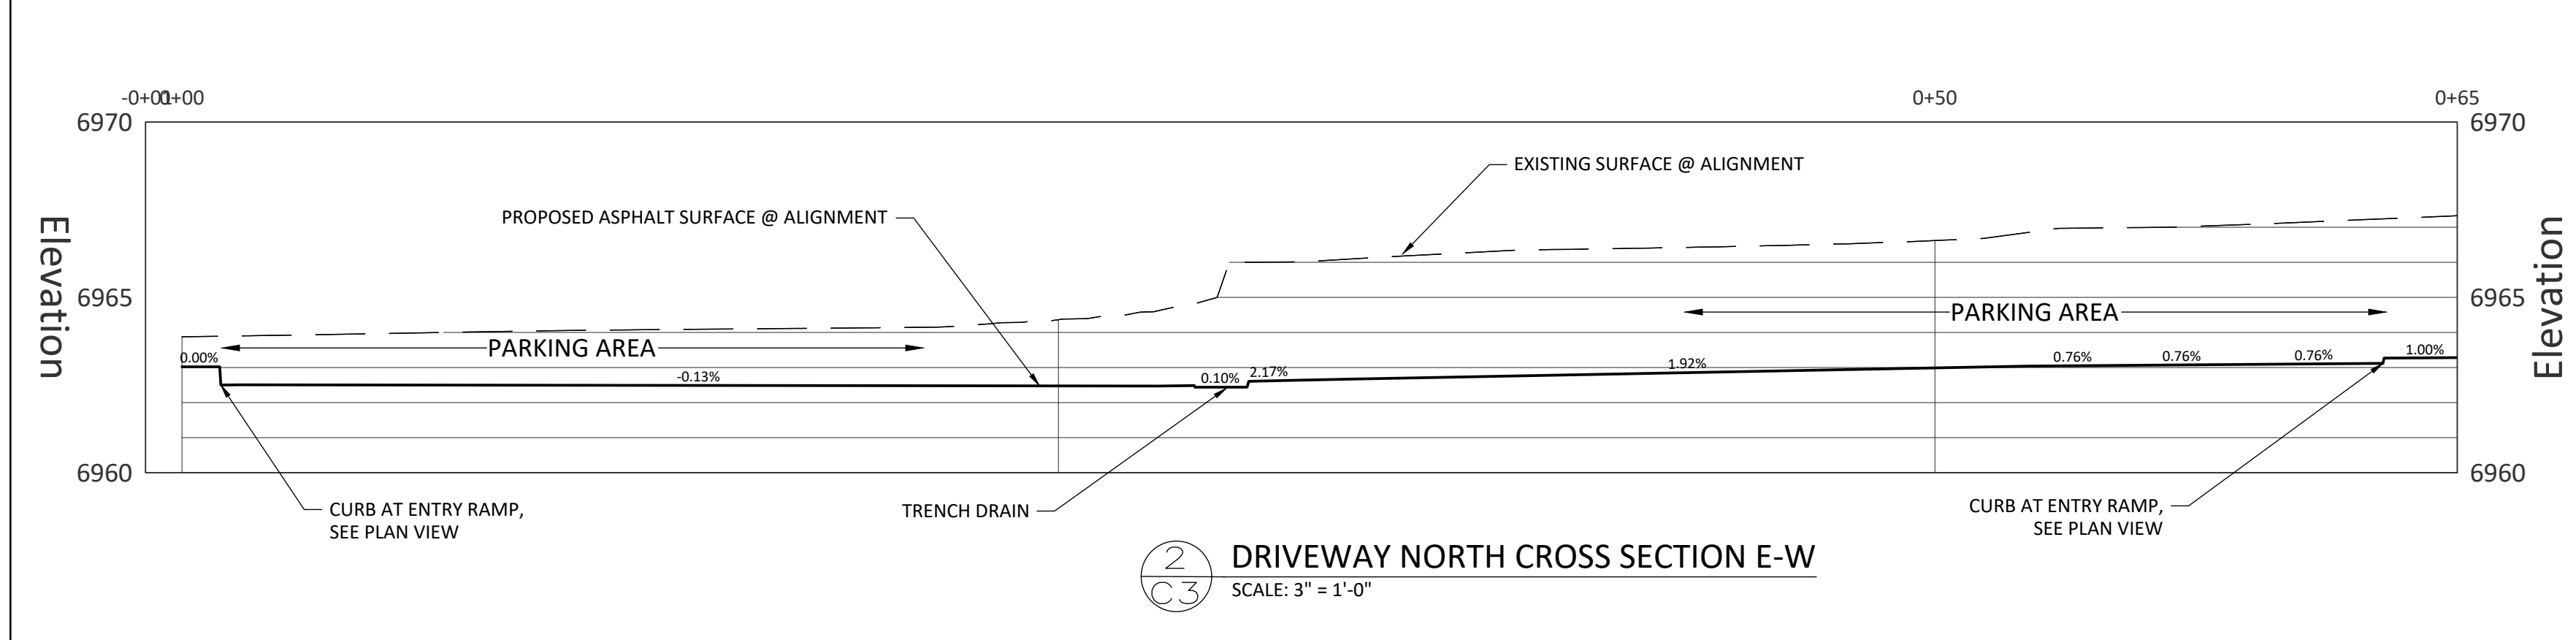 -0+01 0+00 0+50 0+65
6970 6970
EXISTING SURFACE @ ALIGNMENT
PROPOSED ASPHALT SURFACE @ ALIGNMENT
Elevation Elevation
6965 6965
PARKING AREA
PARKING AREA
0.00% -0.13% 0.10% 2.17% 1.92% 0.76% 0.76% 0.76% 1.00%
6960 6960
CURB AT ENTRY RAMP,
SEE PLAN VIEW
TRENCH DRAIN
CURB AT ENTRY RAMP,
SEE PLAN VIEW
2
C3
DRIVEWAY NORTH CROSS SECTION E-W
SCALE: 3" = 1'-0"